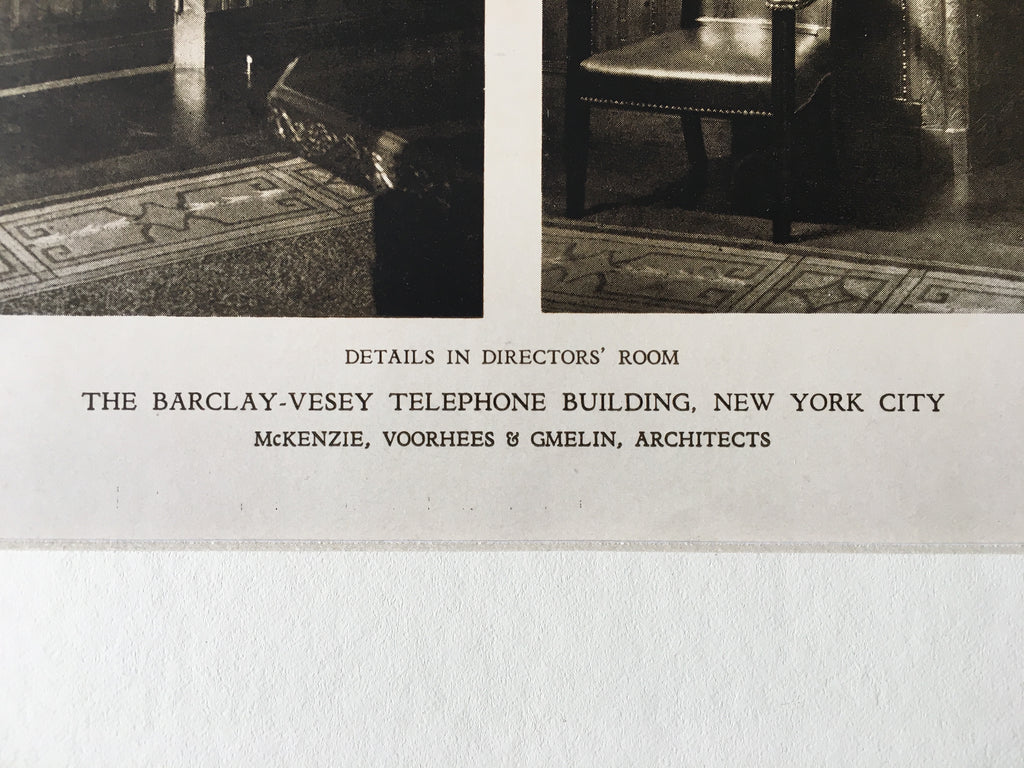 DETAILS IN DIRECTORS' ROOM
THE BARCLAY-VESEY TELEPHONE BUILDING, NEW YORK CITY
McKENZIE, VOORHEES & GMELIN, ARCHITECTS